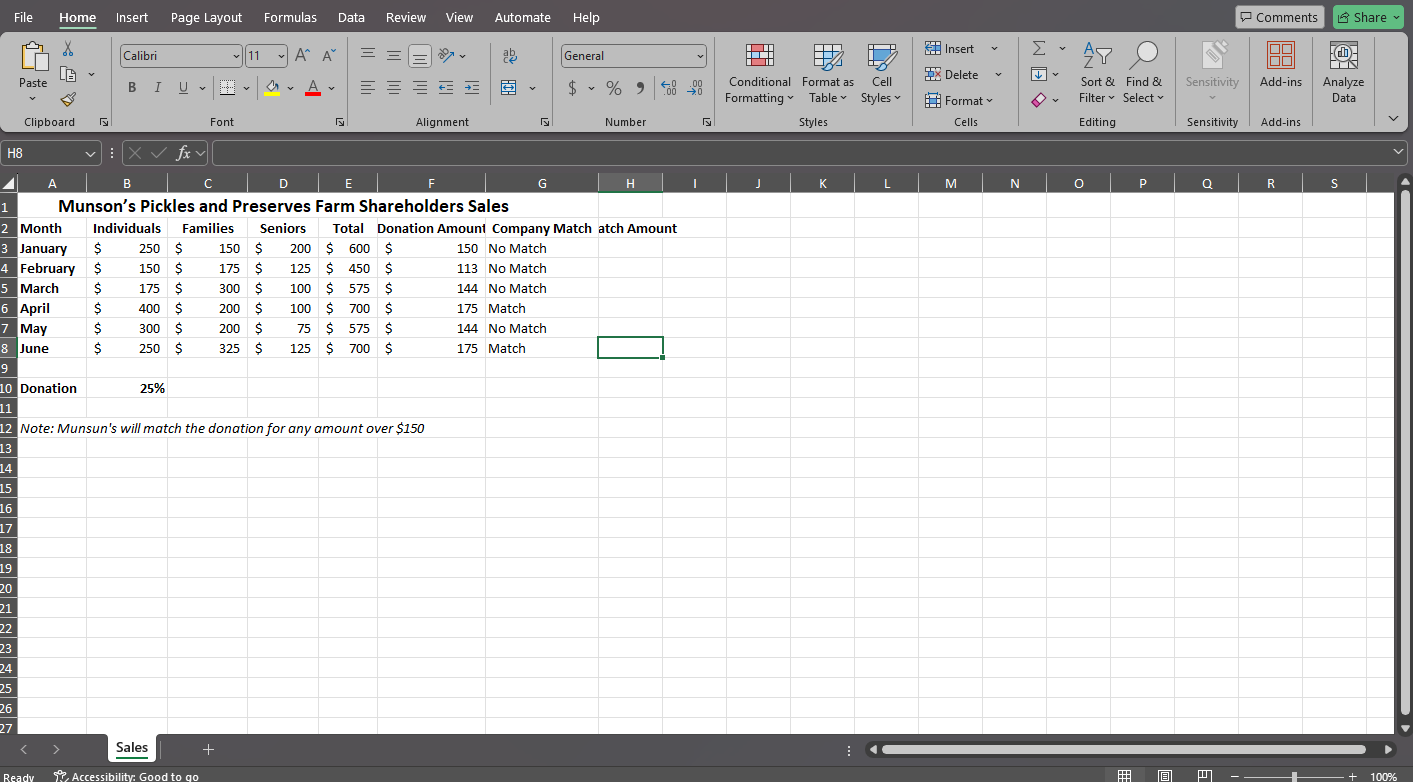 File Home Insert Page Layout Formulas Data Review View Automate Help Comments Share
Paste Calibri 11 General Conditional Formatting Format as Table Cell Styles Insert Delete Format Sort & Filter Find & Select Sensitivity Add-ins Analyze Data
Clipboard Font Alignment Number Styles Cells Editing Sensitivity Add-ins
H8 fx
A B C D E F G H I J K L M N O P Q R S
1 Munson’s Pickles and Preserves Farm Shareholders Sales
2 Month Individuals Families Seniors Total Donation Amount Company Match atch Amount
3 January $ 250 $ 150 $ 200 $ 600 $ 150 No Match
4 February $ 150 $ 175 $ 125 $ 450 $ 113 No Match
5 March $ 175 $ 300 $ 100 $ 575 $ 144 No Match
6 April $ 400 $ 200 $ 100 $ 700 $ 175 Match
7 May $ 300 $ 200 $ 75 $ 575 $ 144 No Match
8 June $ 250 $ 325 $ 125 $ 700 $ 175 Match
9
10 Donation 25%
11
12 Note: Munsun's will match the donation for any amount over $150
13
14
15
16
17
18
19
20
21
22
23
24
25
26
27
Sales
Ready Accessibility: Good to go 100%